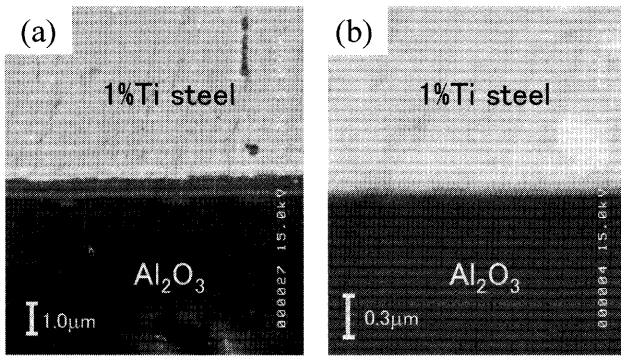 (a)
1%Ti steel
Al₂O₃
1.0μm
000027 15.0kV
(b)
1%Ti steel
Al₂O₃
0.3μm
000004 15.0kV